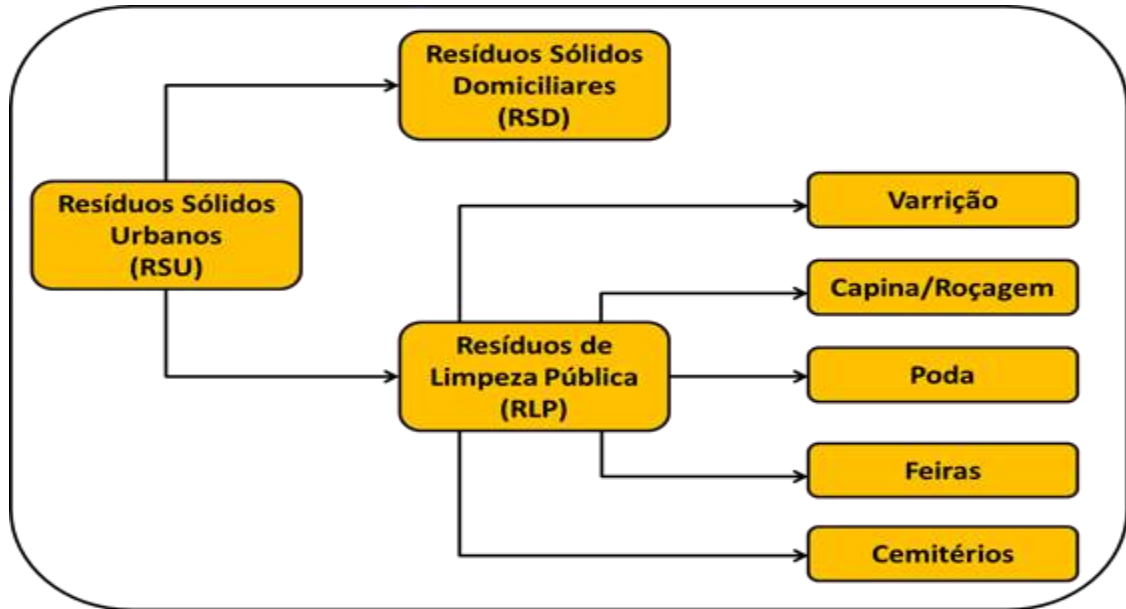 Resíduos Sólidos
Domiciliares
(RSD)
Resíduos Sólidos
Urbanos
(RSU)
Varrição
Capina/Roçagem
Resíduos de
Limpeza Pública
(RLP)
Poda
Feiras
Cemitérios